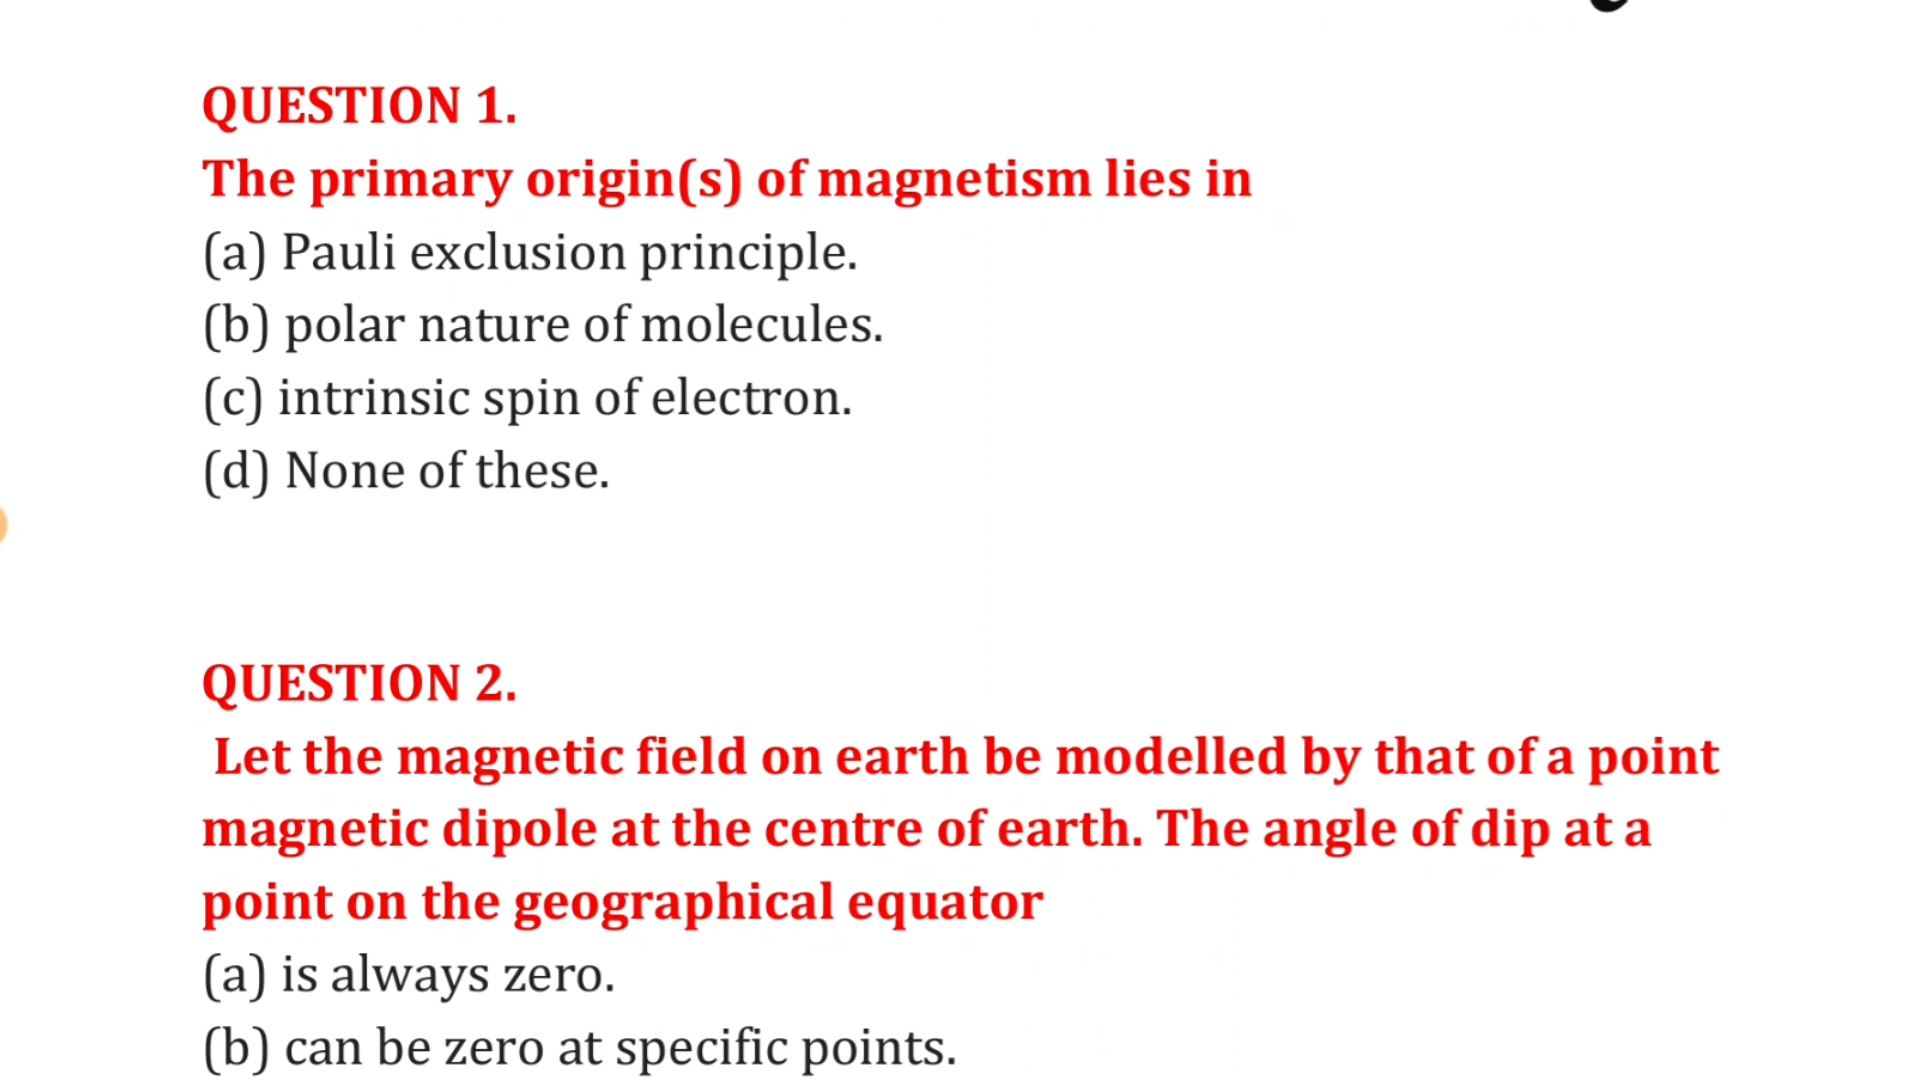 QUESTION 1.
The primary origin(s) of magnetism lies in
(a) Pauli exclusion principle.
(b) polar nature of molecules.
(c) intrinsic spin of electron.
(d) None of these.
QUESTION 2.
Let the magnetic field on earth be modelled by that of a point
magnetic dipole at the centre of earth. The angle of dip at a
point on the geographical equator
(a) is always zero.
(b) can be zero at specific points.